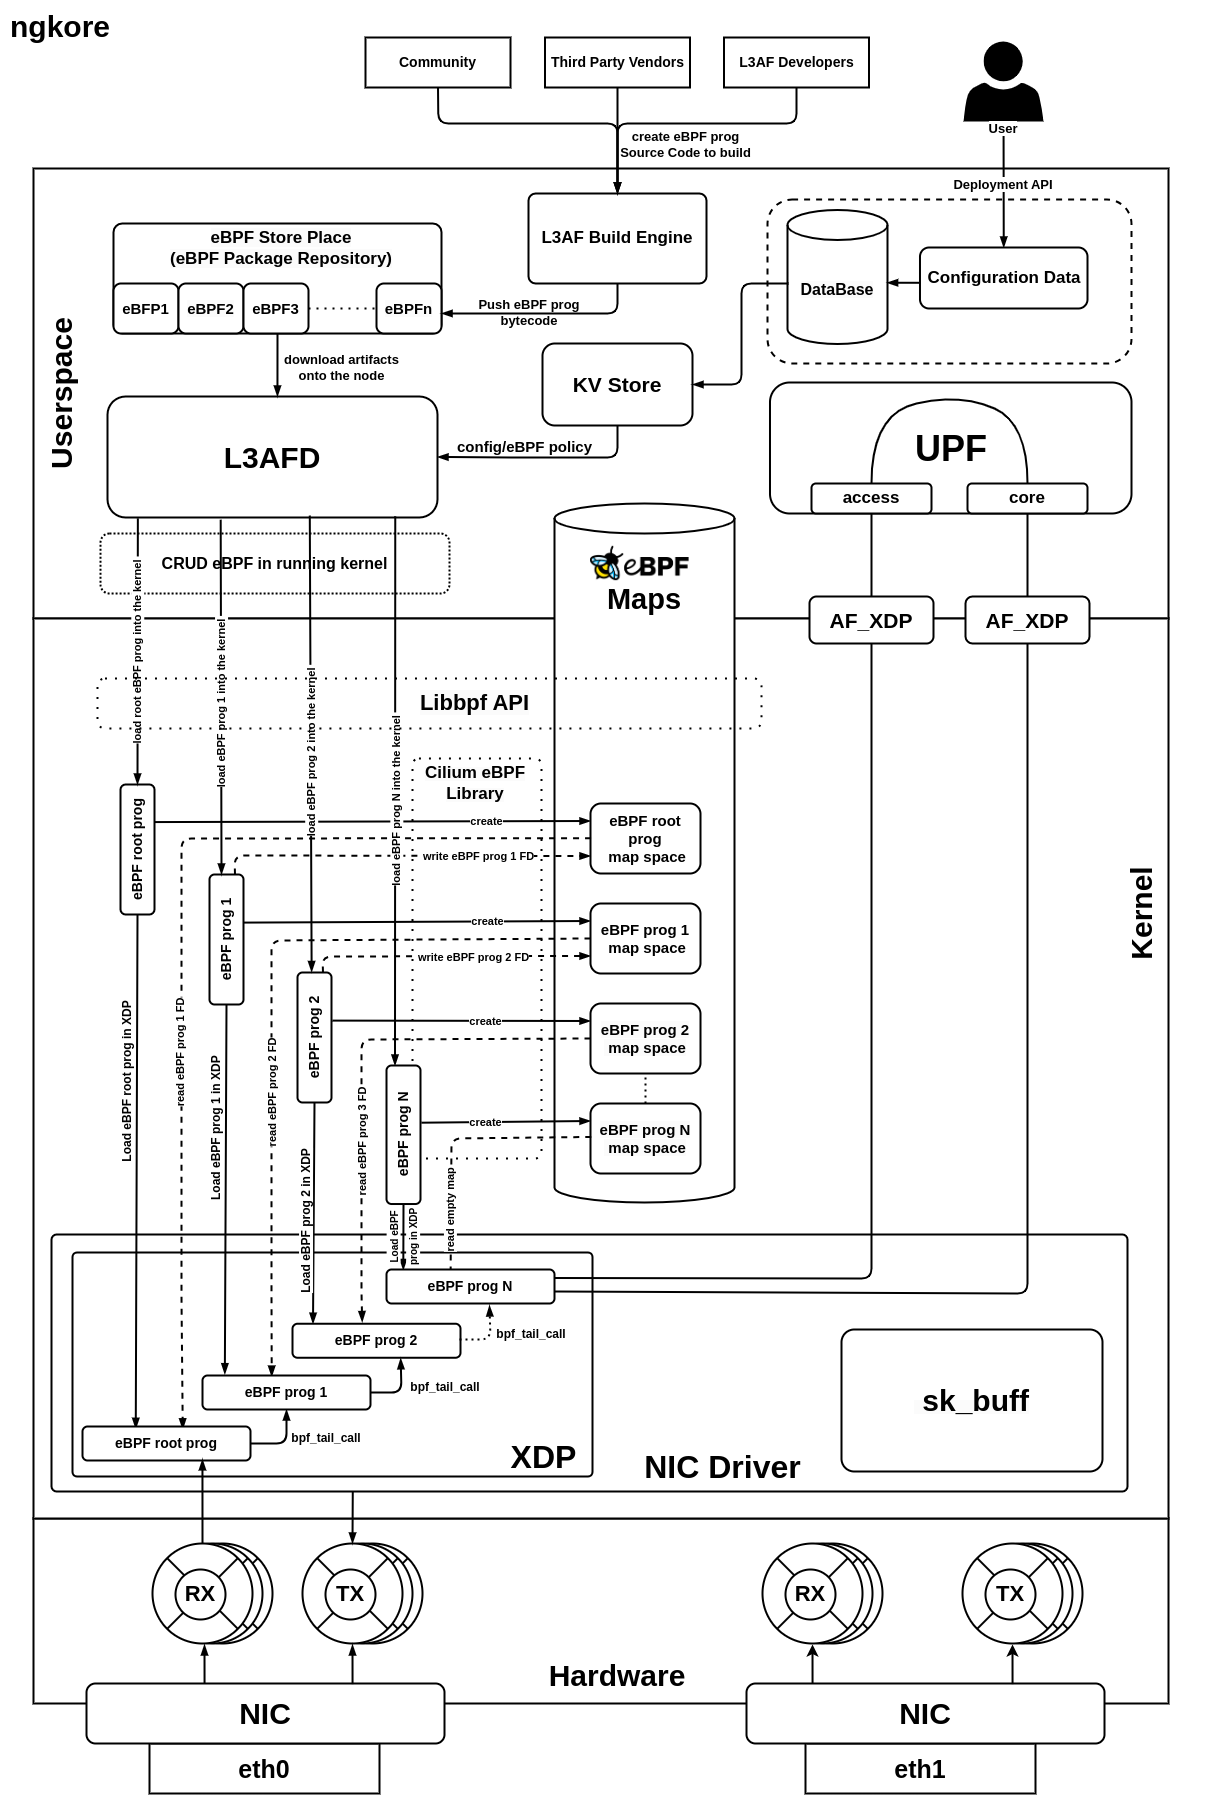 ngkore
Community
Third Party Vendors
L3AF Developers
User
create eBPF prog
Source Code to build
Deployment API
L3AF Build Engine
eBPF Store Place
(eBPF Package Repository)
eBFP1
eBPF2
eBPF3
eBPFn
Push eBPF prog
bytecode
DataBase
Configuration Data
download artifacts
onto the node
KV Store
Userspace
L3AFD
config/eBPF policy
UPF
access
core
CRUD eBPF in running kernel
eBPF
Maps
AF_XDP
AF_XDP
load root eBPF prog into the kernel
load eBPF prog 1 into the kernel
load eBPF prog 2 into the kernel
load eBPF prog N into the kernel
Libbpf API
Cilium eBPF
Library
eBPF root prog
create
eBPF root
prog
map space
write eBPF prog 1 FD
eBPF prog 1
create
eBPF prog 1
map space
write eBPF prog 2 FD
Kernel
eBPF prog 2
create
eBPF prog 2
map space
eBPF prog N
create
eBPF prog N
map space
Load eBPF root prog in XDP
read eBPF prog 1 FD
Load eBPF prog 1 in XDP
read eBPF prog 2 FD
Load eBPF prog 2 in XDP
read eBPF prog 3 FD
Load eBPF
prog in XDP
read empty map
eBPF prog N
eBPF prog 2
bpf_tail_call
eBPF prog 1
bpf_tail_call
eBPF root prog
bpf_tail_call
XDP
NIC Driver
sk_buff
RX
TX
RX
TX
Hardware
NIC
NIC
eth0
eth1